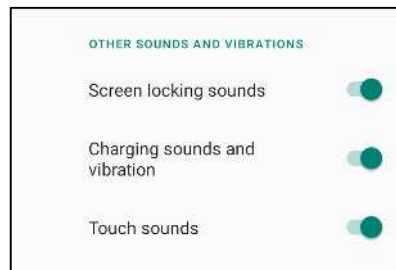 OTHER SOUNDS AND VIBRATIONS
Screen locking sounds
Charging sounds and
vibration
Touch sounds